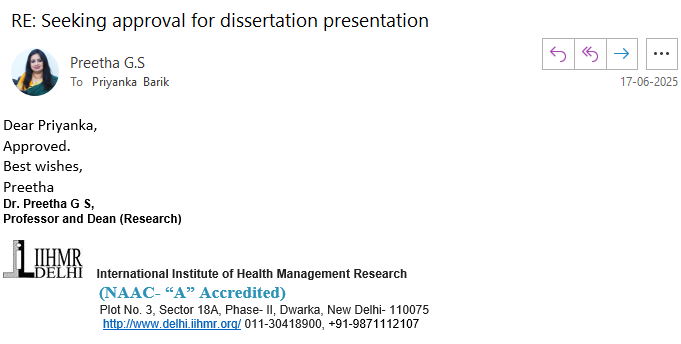 RE: Seeking approval for dissertation presentation
Preetha G.S
To Priyanka Barik
17-06-2025
Dear Priyanka,
Approved.
Best wishes,
Preetha
Dr. Preetha G S,
Professor and Dean (Research)
IIHMR
DELHI
International Institute of Health Management Research
(NAAC- “A” Accredited)
Plot No. 3, Sector 18A, Phase- II, Dwarka, New Delhi- 110075
http://www.delhi.iihmr.org/ 011-30418900, +91-9871112107